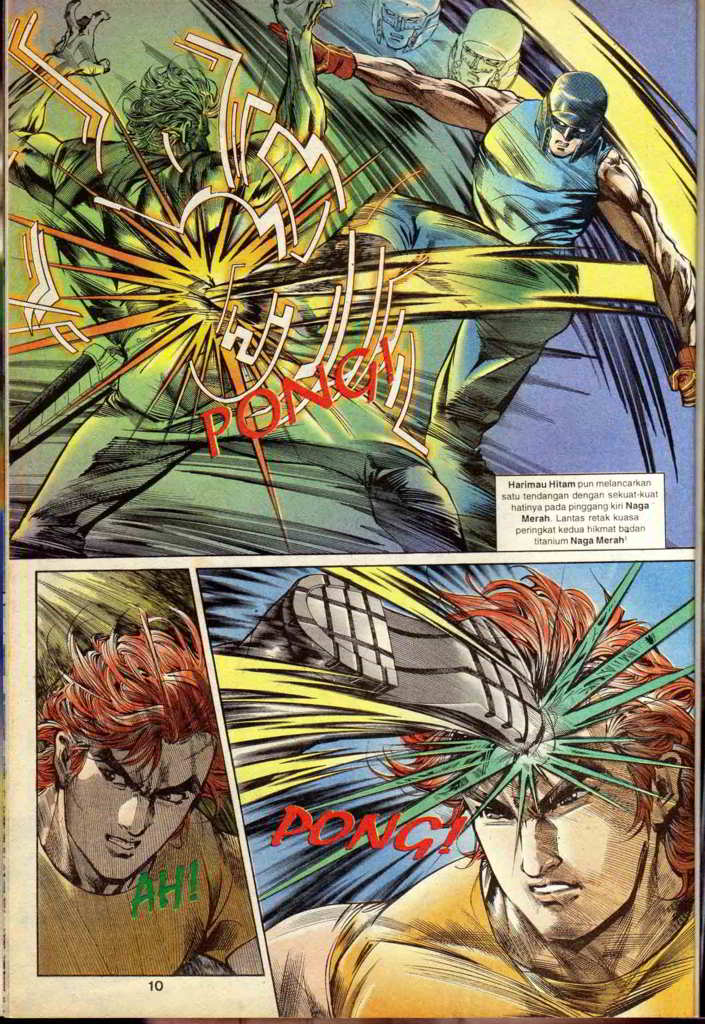 PONG!
Harimau Hitam pun melancarkan
satu tendangan dengan sekuat-kuat
hatinya pada pinggang kiri Naga
Merah. Lantas retak kuasa
peringkat kedua hikmat badan
titanium Naga Merah!
AH!
PONG!
10